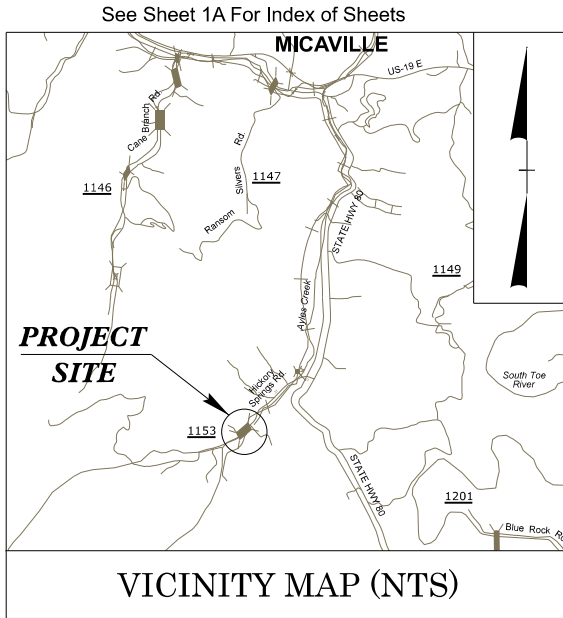 See Sheet 1A For Index of Sheets
MICAVILLE
US-19 E
Cane Branch Rd.
1146
1147
Ransom Silvers Rd.
STATE HWY 80
1149
Ayles Creek
PROJECT
SITE
South Toe
River
Hickory
Springs Rd.
1153
STATE HWY 80
1201
Blue Rock Rd
VICINITY MAP (NTS)